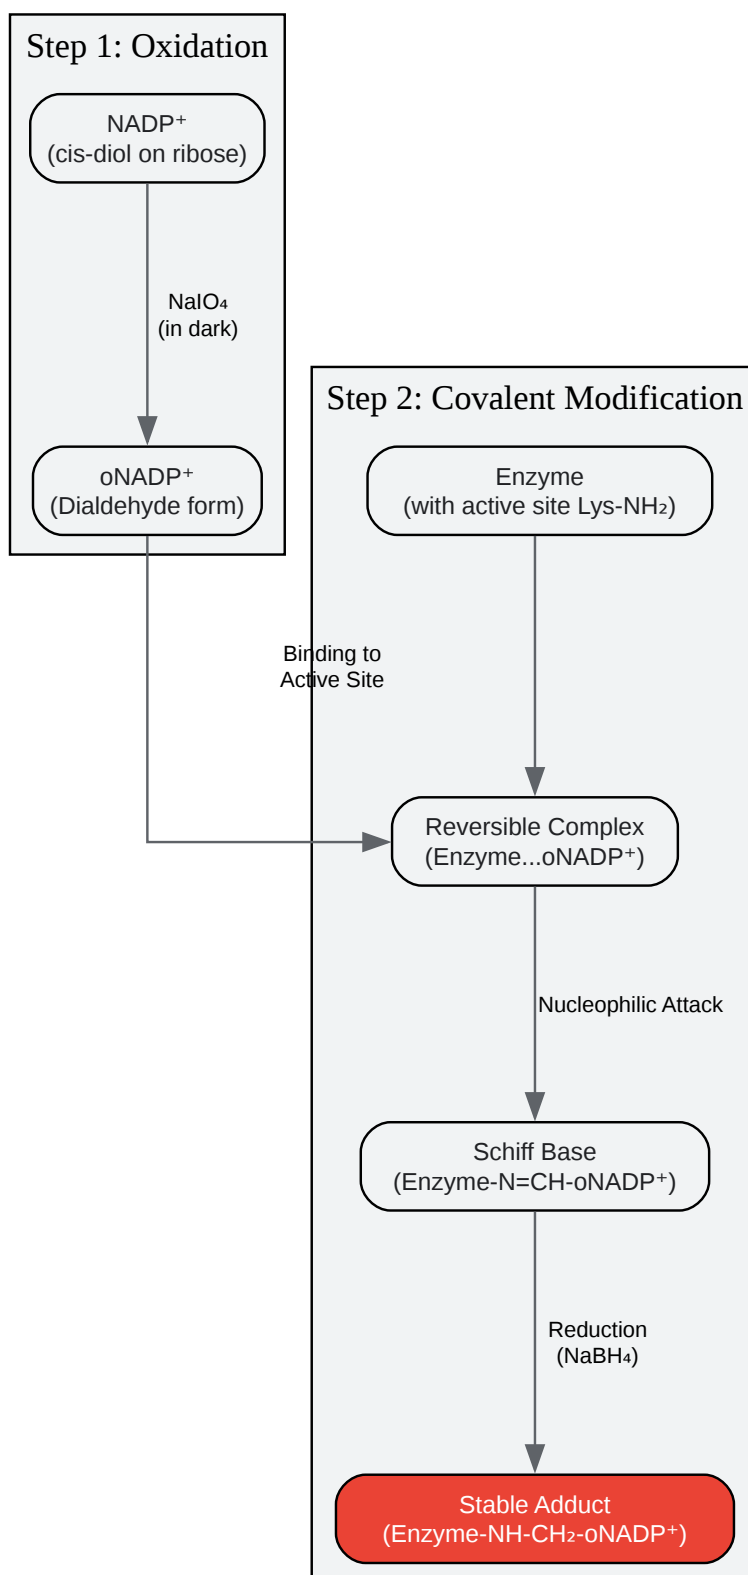 Step 1: Oxidation
NADP⁺
(cis-diol on ribose)
NaIO₄
(in dark)
oNADP⁺
(Dialdehyde form)
Step 2: Covalent Modification
Enzyme
(with active site Lys-NH₂)
Binding to
Active Site
Reversible Complex
(Enzyme...oNADP⁺)
Nucleophilic Attack
Schiff Base
(Enzyme-N=CH-oNADP⁺)
Reduction
(NaBH₄)
Stable Adduct
(Enzyme-NH-CH₂-oNADP⁺)